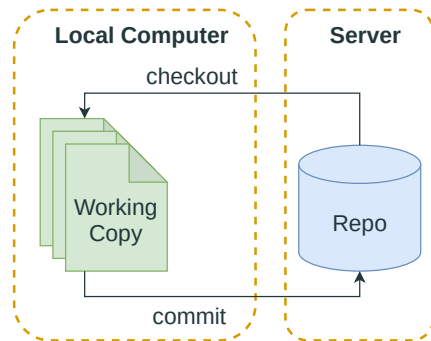 Local Computer
Server
checkout
Working
Copy
Repo
commit